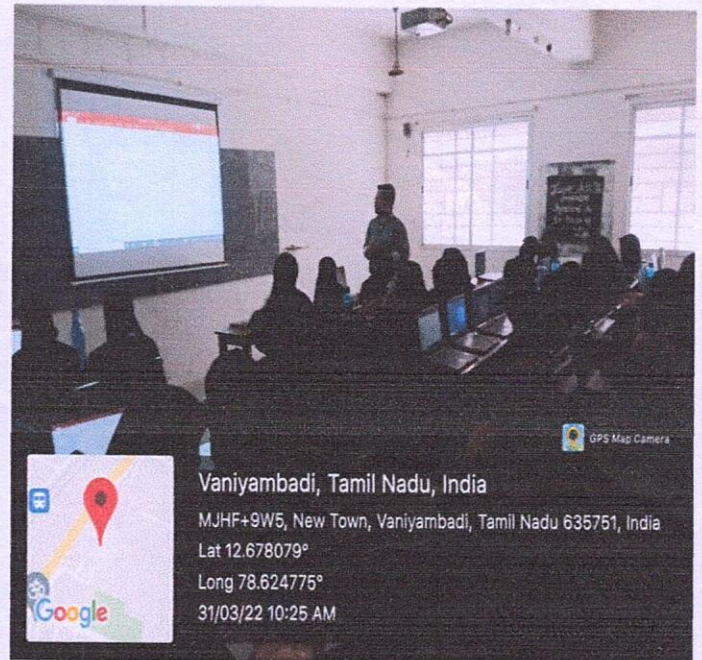 GPS Map Camera
Vaniyambadi, Tamil Nadu, India
MJHF+9W5, New Town, Vaniyambadi, Tamil Nadu 635751, India
Lat 12.678079°
Long 78.624775°
31/03/22 10:25 AM
Google